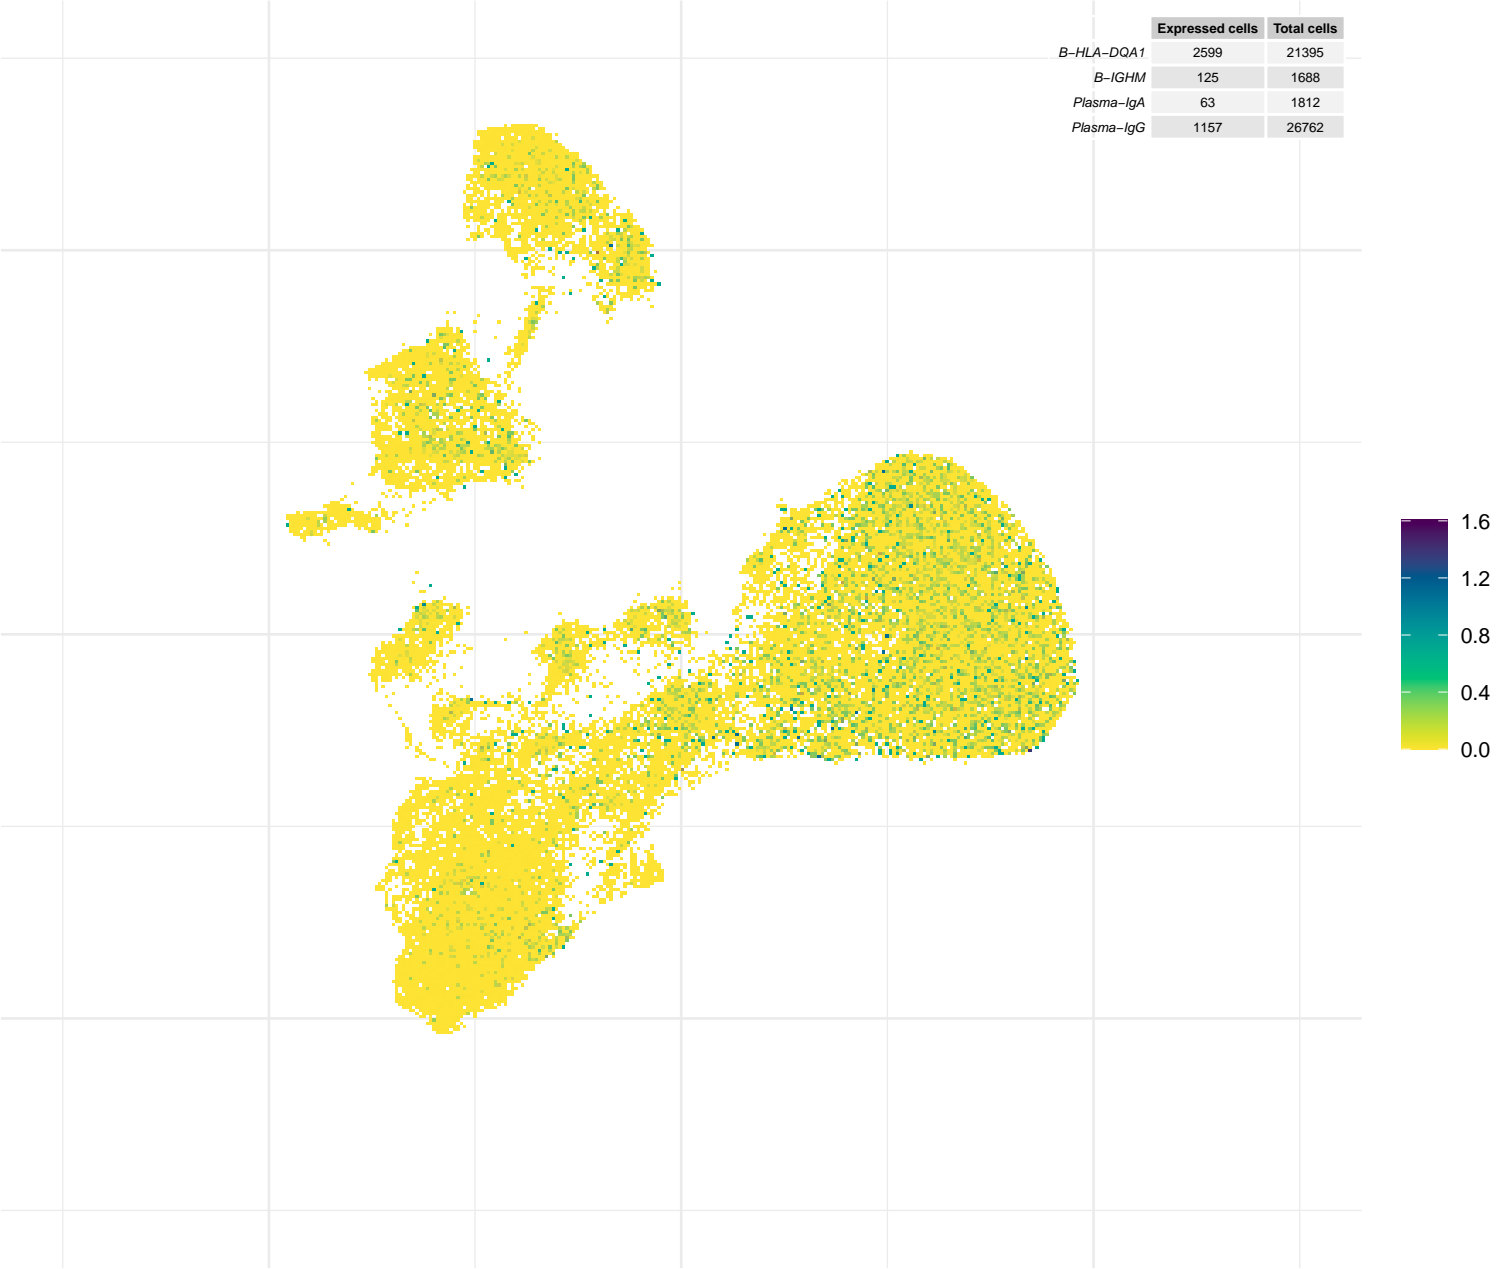 Expressed cells Total cells
B−HLA−DQA1 2599 21395
B−IGHM 125 1688
Plasma−IgA 63 1812
Plasma−IgG 1157 26762
1.6
1.2
0.8
0.4
0.0